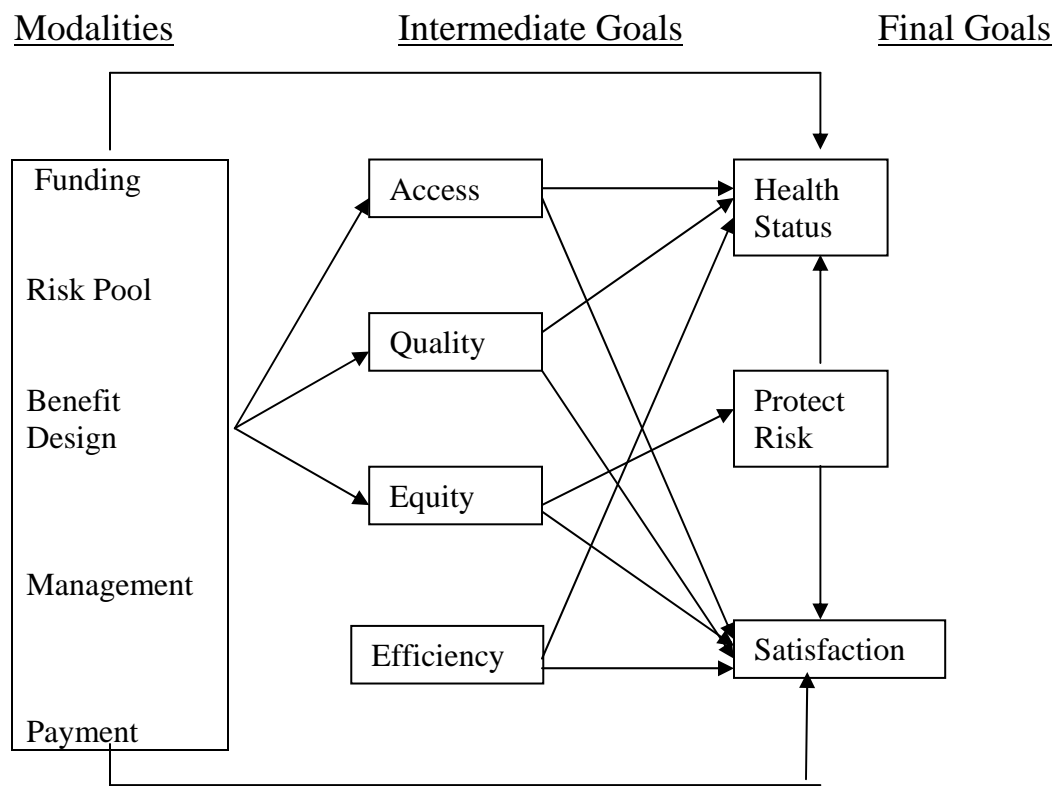 Modalities
Intermediate Goals
Final Goals
Funding
Risk Pool
Benefit
Design
Management
Payment
Access
Quality
Equity
Efficiency
Health
Status
Protect
Risk
Satisfaction